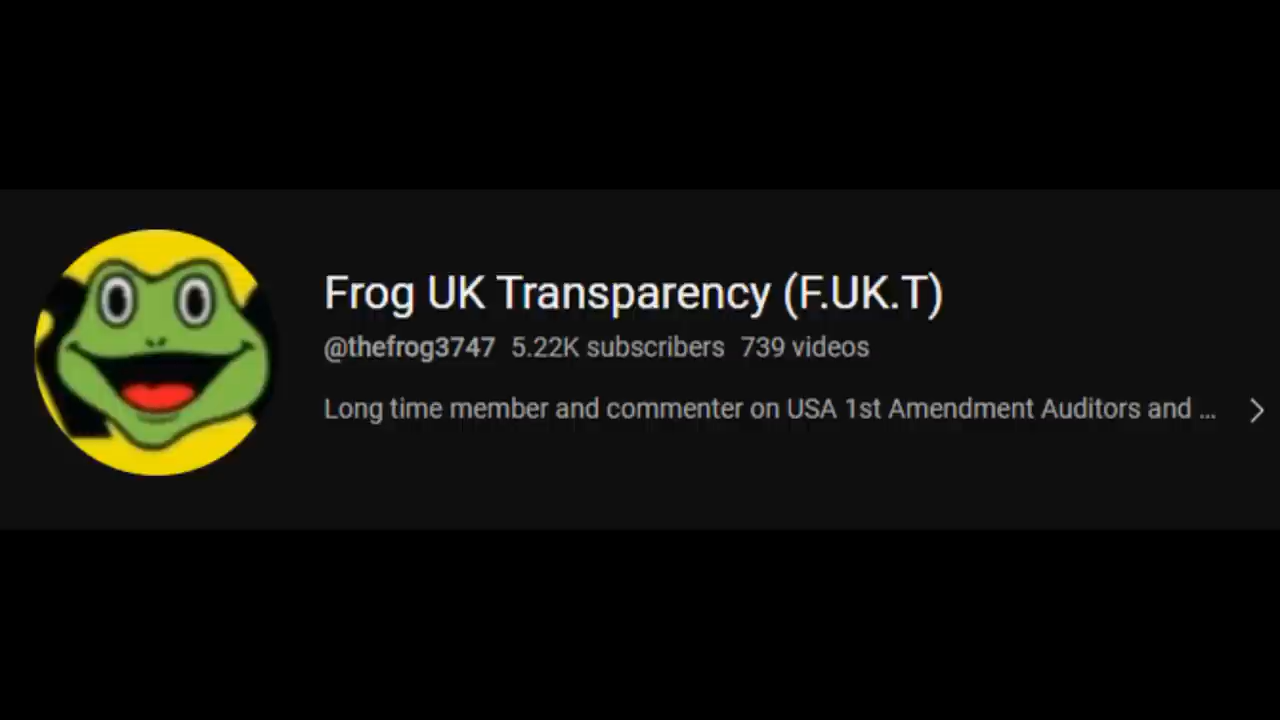 Frog UK Transparency (F.UK.T)
@thefrog3747 5.22K subscribers 739 videos
Long time member and commenter on USA 1st Amendment Auditors and ...